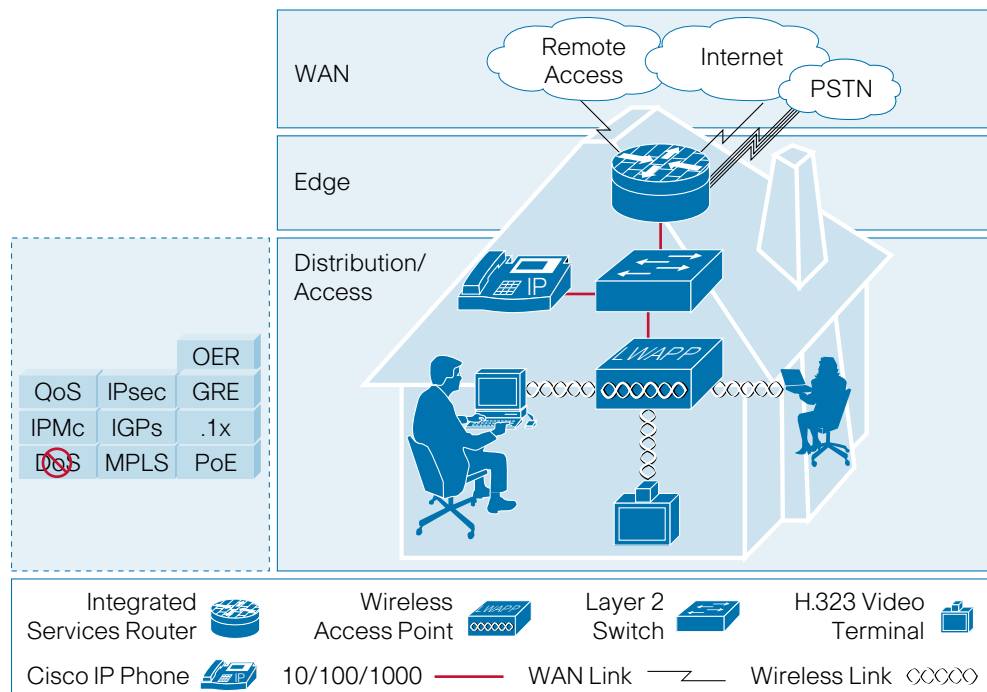 WAN
Remote
Access
Internet
PSTN
Edge
Distribution/
Access
IP
LWAPP
OER
QoS IPsec GRE
IPMc IGPs .1x
DoS MPLS PoE
Integrated
Services Router
Wireless
Access Point
LWAPP
Layer 2
Switch
H.323 Video
Terminal
Cisco IP Phone
IP
10/100/1000
WAN Link
Wireless Link